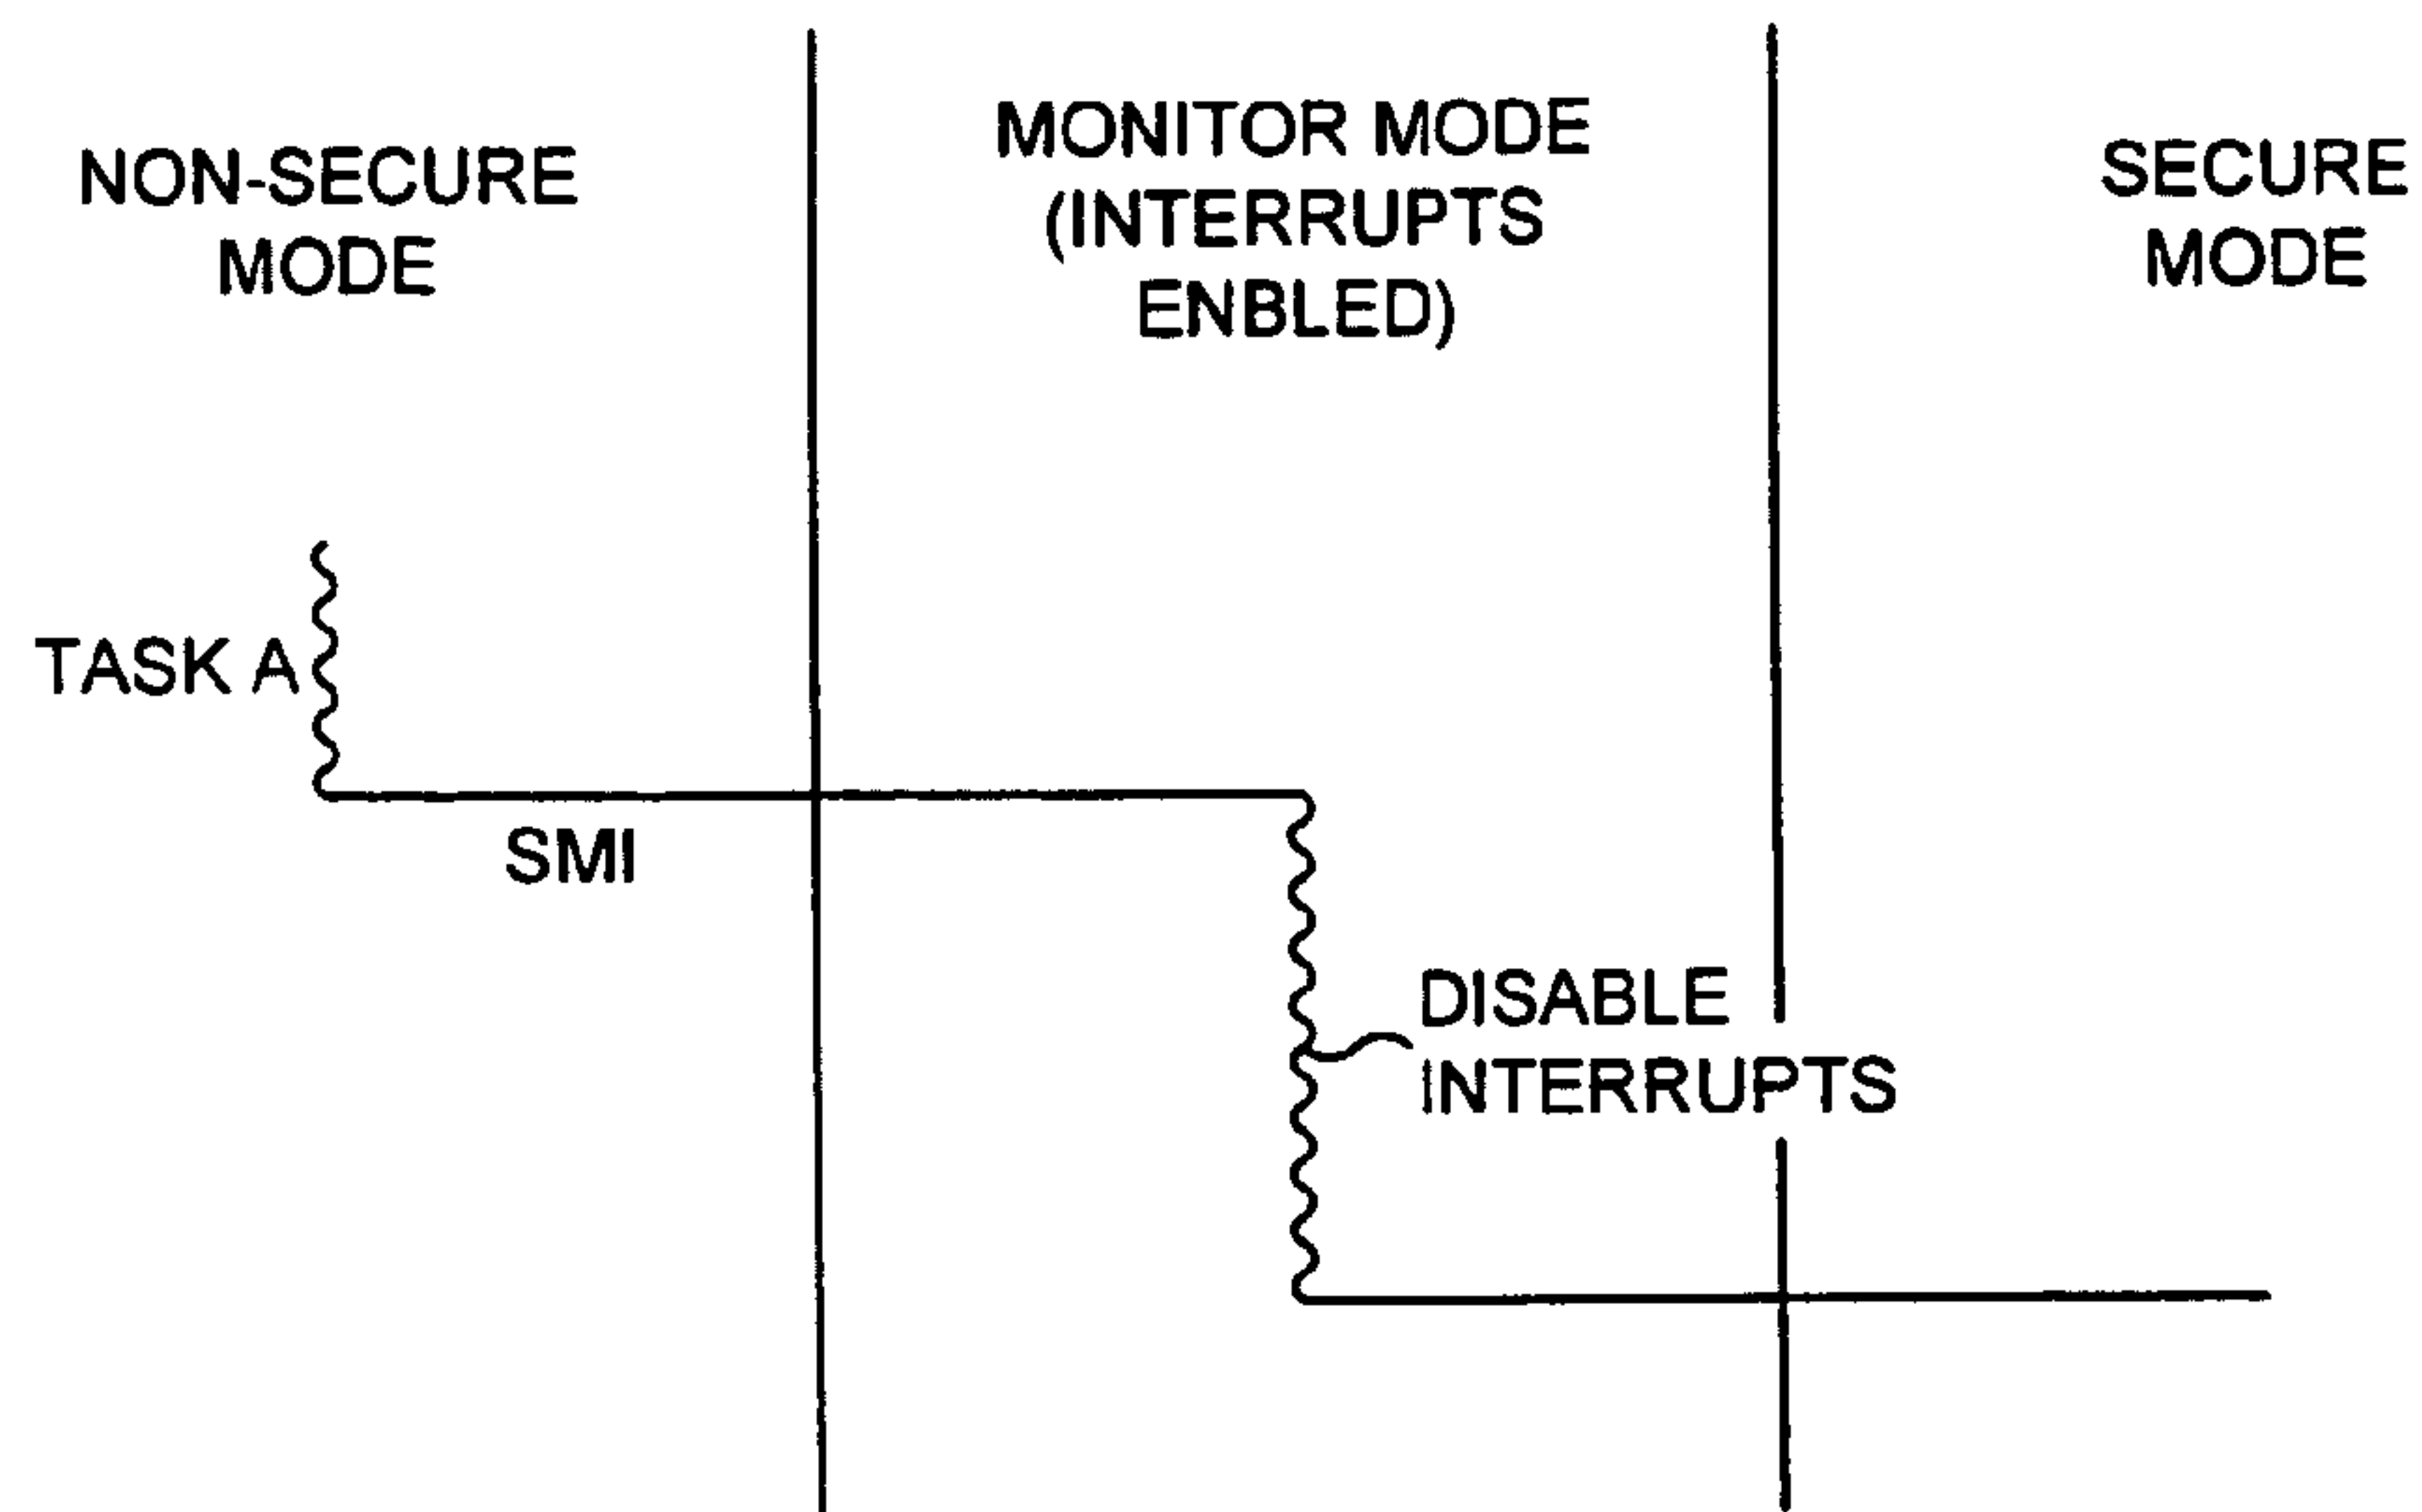 NON-SECURE
MODE
MONITOR MODE
(INTERRUPTS
ENBLED)
SECURE
MODE
TASK A
SMI
DISABLE
INTERRUPTS